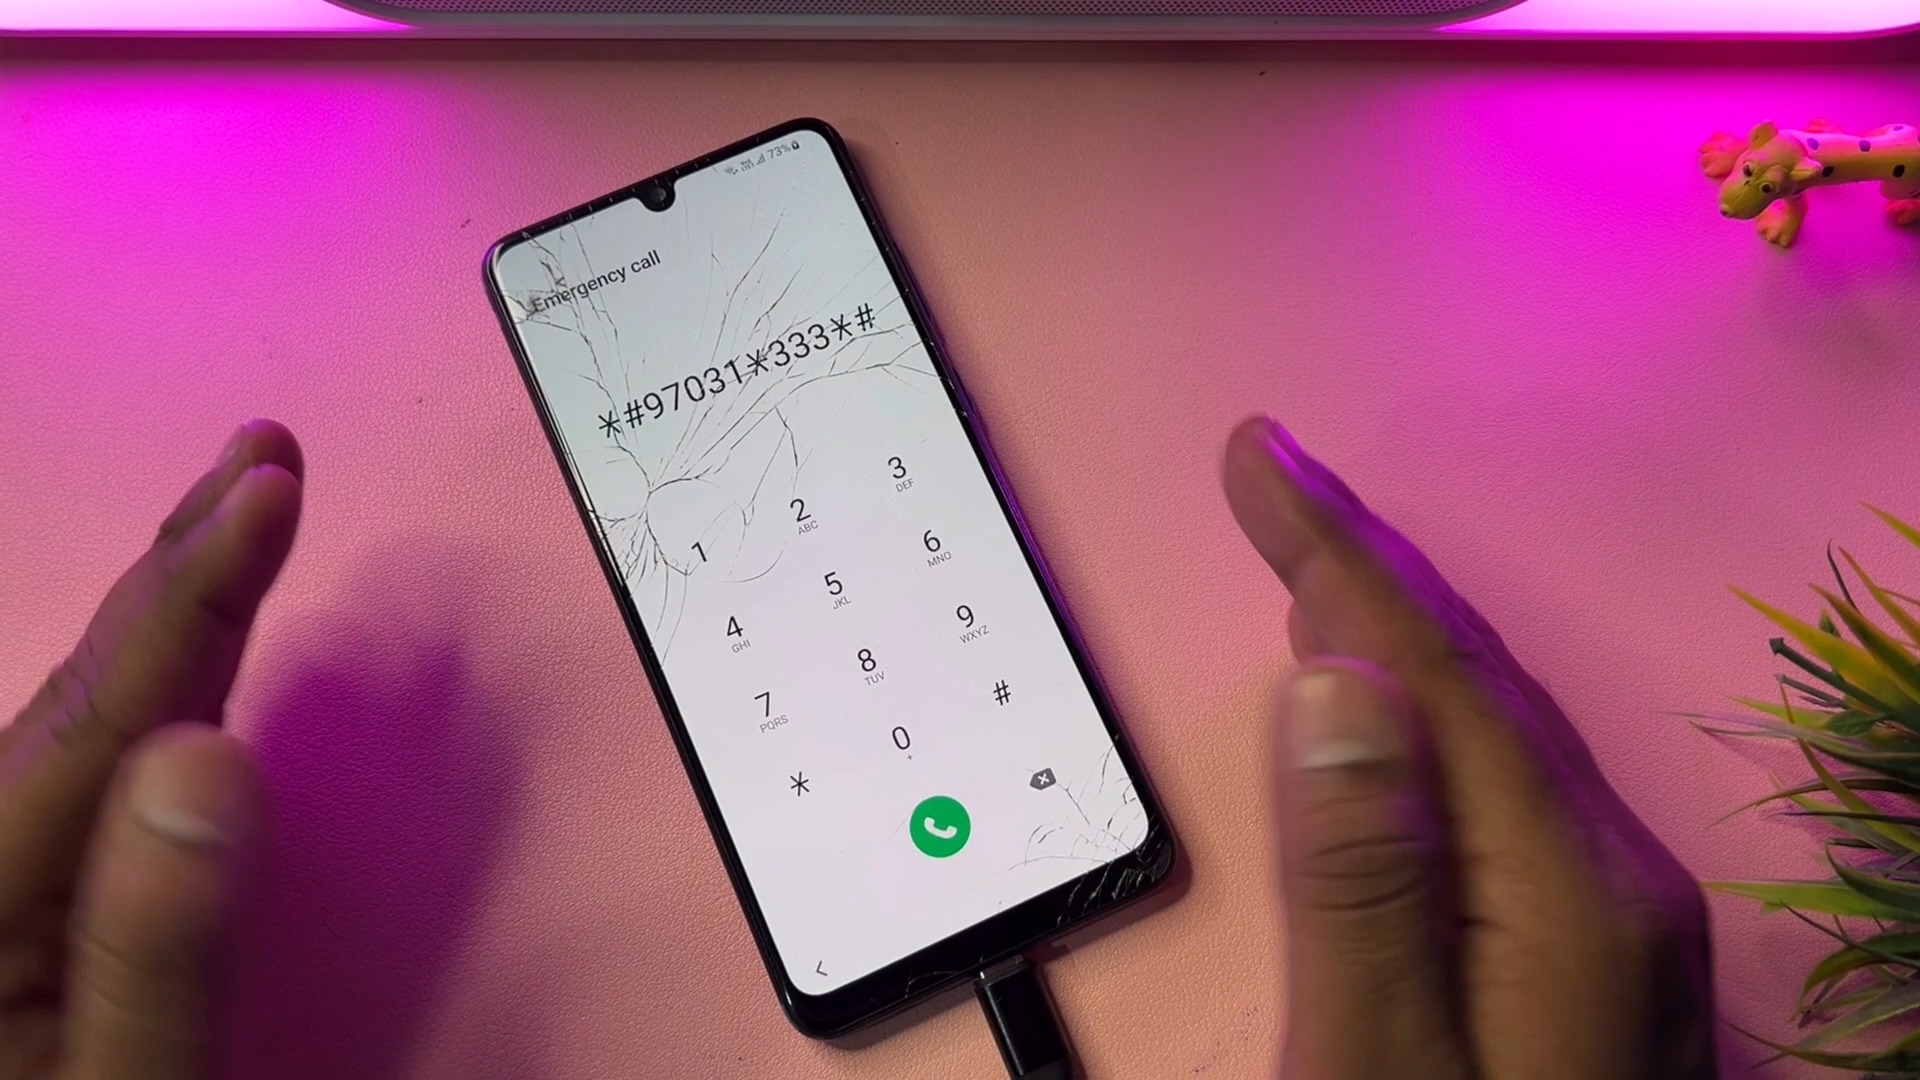 73%
Emergency call
*#97031*333*#
1
2 ABC
3 DEF
4 GHI
5 JKL
6 MNO
7 PQRS
8 TUV
9 WXYZ
*
0 +
#